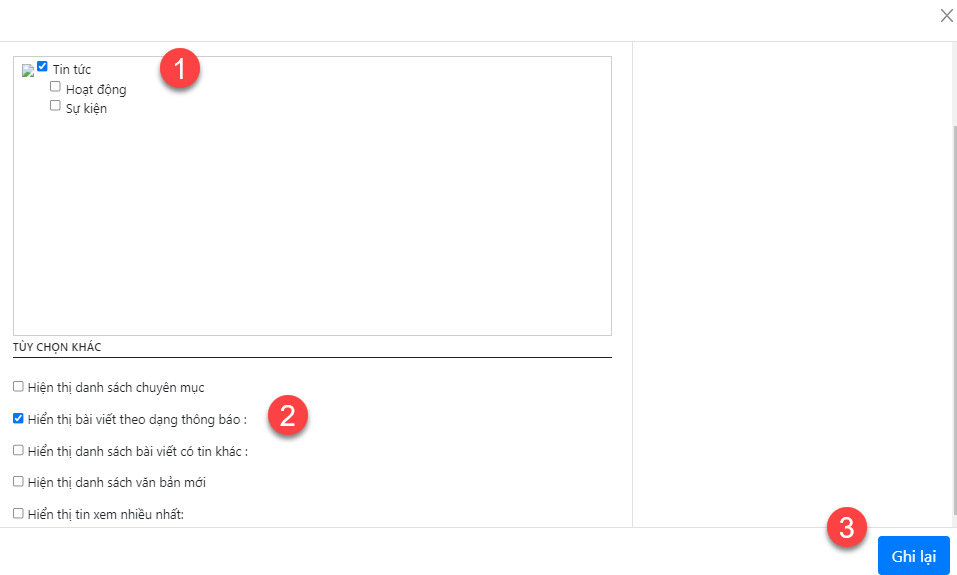 Tin tức
1
Hoạt động
Sự kiện
TÙY CHỌN KHÁC
Hiện thị danh sách chuyên mục
Hiển thị bài viết theo dạng thông báo :
2
Hiển thị danh sách bài viết có tin khác :
Hiện thị danh sách văn bản mới
Hiển thị tin xem nhiều nhất:
3
Ghi lại